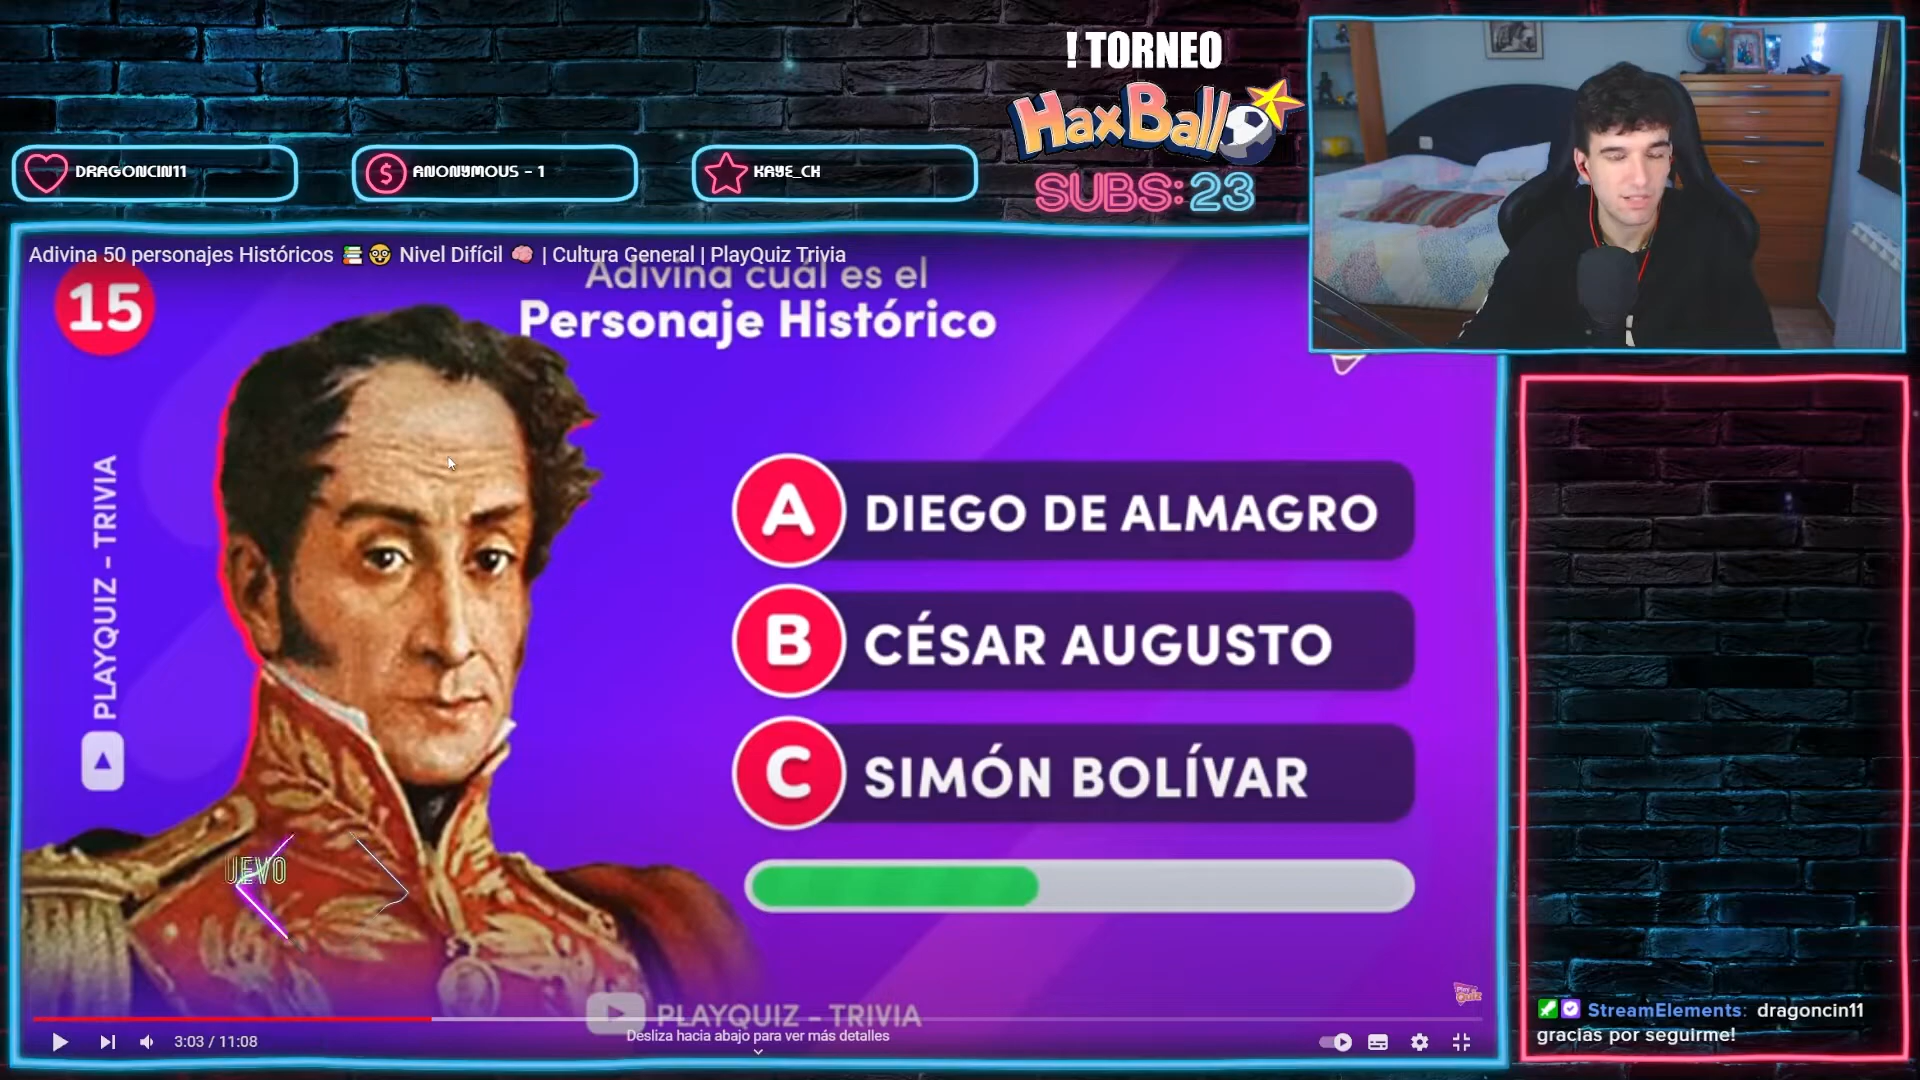 ! TORNEO
HaxBall
SUBS:23
DRAGONCIN11
ANONYMOUS - 1
KAYE_CH
Adivina 50 personajes Históricos 📚🤓 Nivel Difícil 🧠 | Cultura General | PlayQuiz Trivia
15
Adivina cuál es el
Personaje Histórico
PLAYQUIZ - TRIVIA
A DIEGO DE ALMAGRO
B CÉSAR AUGUSTO
C SIMÓN BOLÍVAR
UEVO
PLAYQUIZ - TRIVIA
Desliza hacia abajo para ver más detalles
3:03 / 11:08
Play Quiz
StreamElements: dragoncin11
gracias por seguirme!